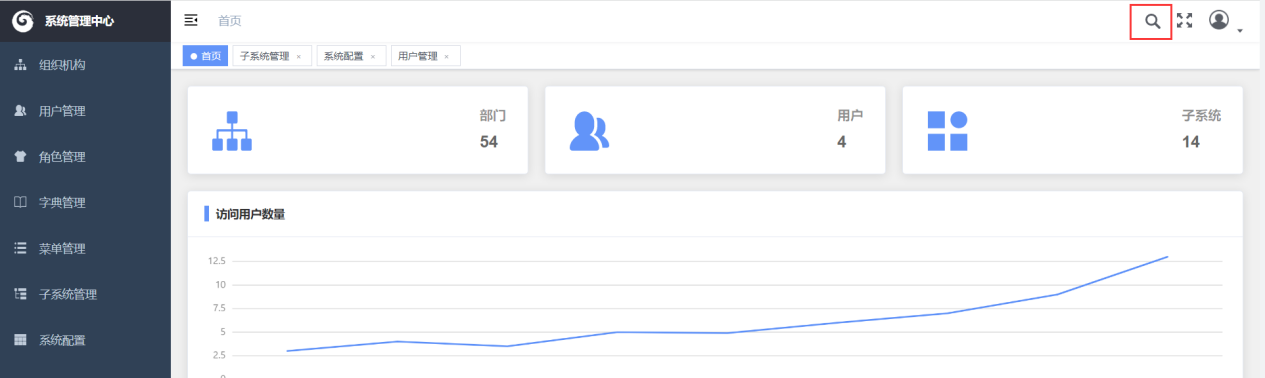 系统管理中心
首页
首页
子系统管理 ×
系统配置 ×
用户管理 ×
组织机构
用户管理
角色管理
字典管理
菜单管理
子系统管理
系统配置
部门
54
用户
4
子系统
14
访问用户数量
12.5
10
7.5
5
2.5
0